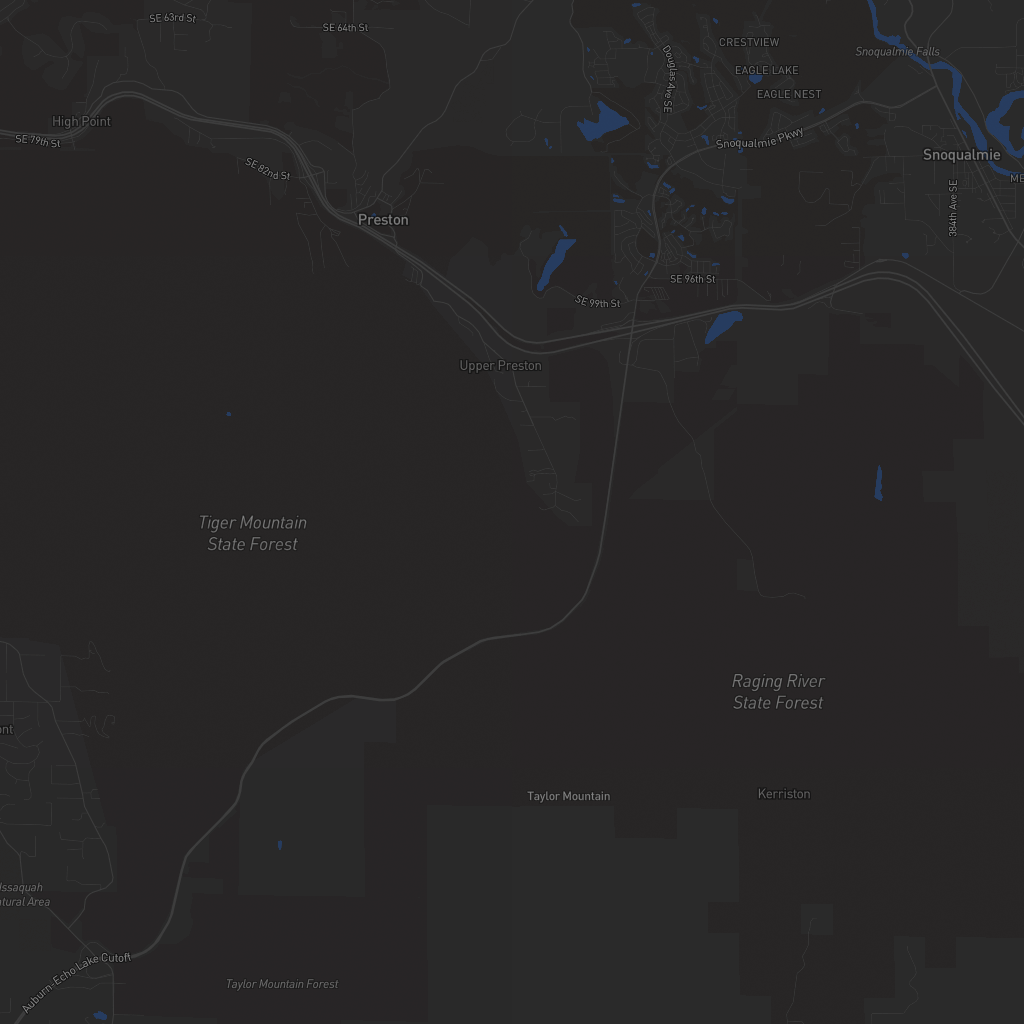 SE 63rd St
SE 64th St
CRESTVIEW
Snoqualmie Falls
EAGLE LAKE
Douglas Ave SE
EAGLE NEST
High Point
SE 79th St
Snoqualmie Pkwy
Snoqualmie
SE 82nd St
ME
384th Ave SE
Preston
SE 96th St
SE 99th St
Upper Preston
Tiger Mountain
State Forest
Raging River
State Forest
nt
Taylor Mountain
Kerriston
Issaquah
tural Area
Auburn-Echo Lake Cutoff
Taylor Mountain Forest